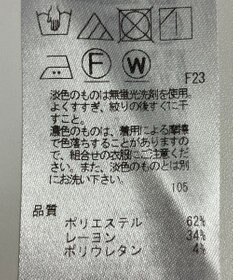 F W
F23
淡色のものは無蛍光洗剤を使用。
よくすすぎ、絞りの後すぐに干
すこと。
濃色のものは、着用による摩擦
で色落ちすることがありますの
で、組合せの衣服にご注意くだ
さい。また、淡色のものとは別
にお洗い下さい。
105
品質
ポリエステル 62%
レーヨン 34%
ポリウレタン 4%